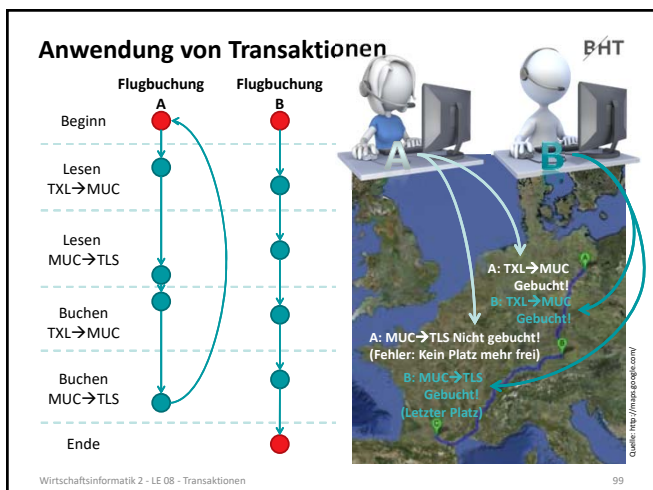 Anwendung von Transaktionen
BHT
Flugbuchung
A
Flugbuchung
B
Beginn
Lesen
TXL→MUC
Lesen
MUC→TLS
Buchen
TXL→MUC
Buchen
MUC→TLS
Ende
A
B
A: TXL→MUC
Gebucht!
B: TXL→MUC
Gebucht!
A: MUC→TLS Nicht gebucht!
(Fehler: Kein Platz mehr frei)
B: MUC→TLS
Gebucht!
(Letzter Platz)
Quelle: http://maps.google.com/
Wirtschaftsinformatik 2 - LE 08 - Transaktionen
99